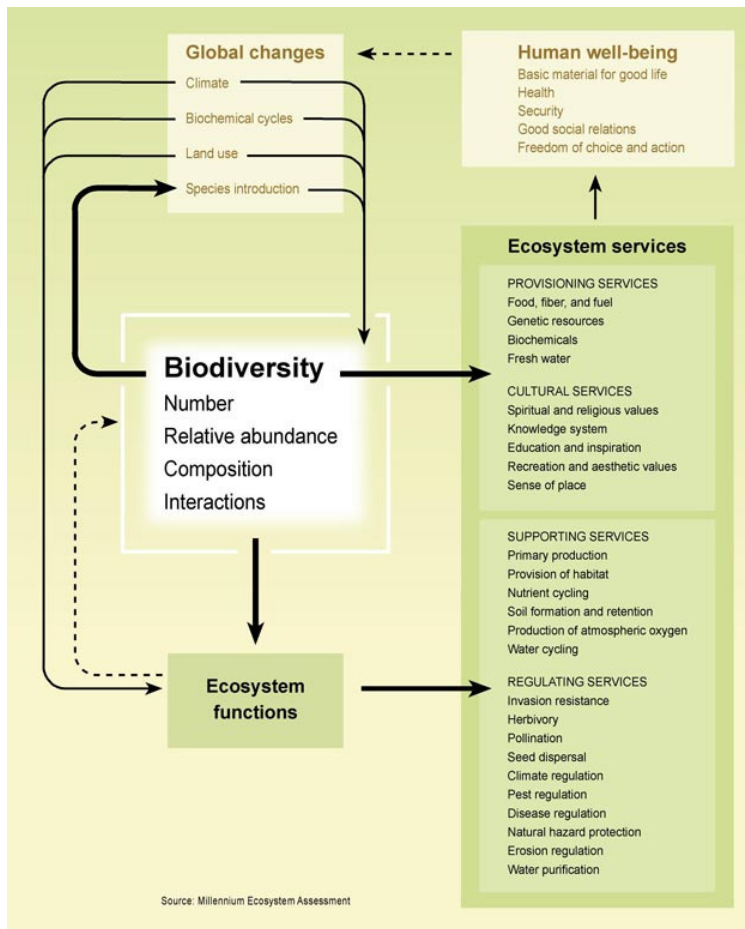 Global changes
Climate
Biochemical cycles
Land use
Species introduction
Human well-being
Basic material for good life
Health
Security
Good social relations
Freedom of choice and action
Biodiversity
Number
Relative abundance
Composition
Interactions
Ecosystem
functions
Ecosystem services
PROVISIONING SERVICES
Food, fiber, and fuel
Genetic resources
Biochemicals
Fresh water
CULTURAL SERVICES
Spiritual and religious values
Knowledge system
Education and inspiration
Recreation and aesthetic values
Sense of place
SUPPORTING SERVICES
Primary production
Provision of habitat
Nutrient cycling
Soil formation and retention
Production of atmospheric oxygen
Water cycling
REGULATING SERVICES
Invasion resistance
Herbivory
Pollination
Seed dispersal
Climate regulation
Pest regulation
Disease regulation
Natural hazard protection
Erosion regulation
Water purification
Source: Millennium Ecosystem Assessment